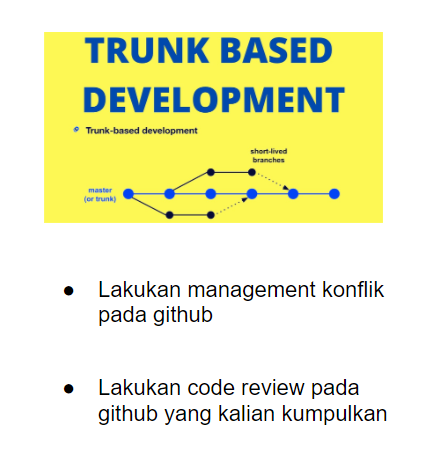 TRUNK BASED
DEVELOPMENT
Trunk-based development
short-lived
branches
master
(or trunk)
● Lakukan management konflik
pada github
● Lakukan code review pada
github yang kalian kumpulkan